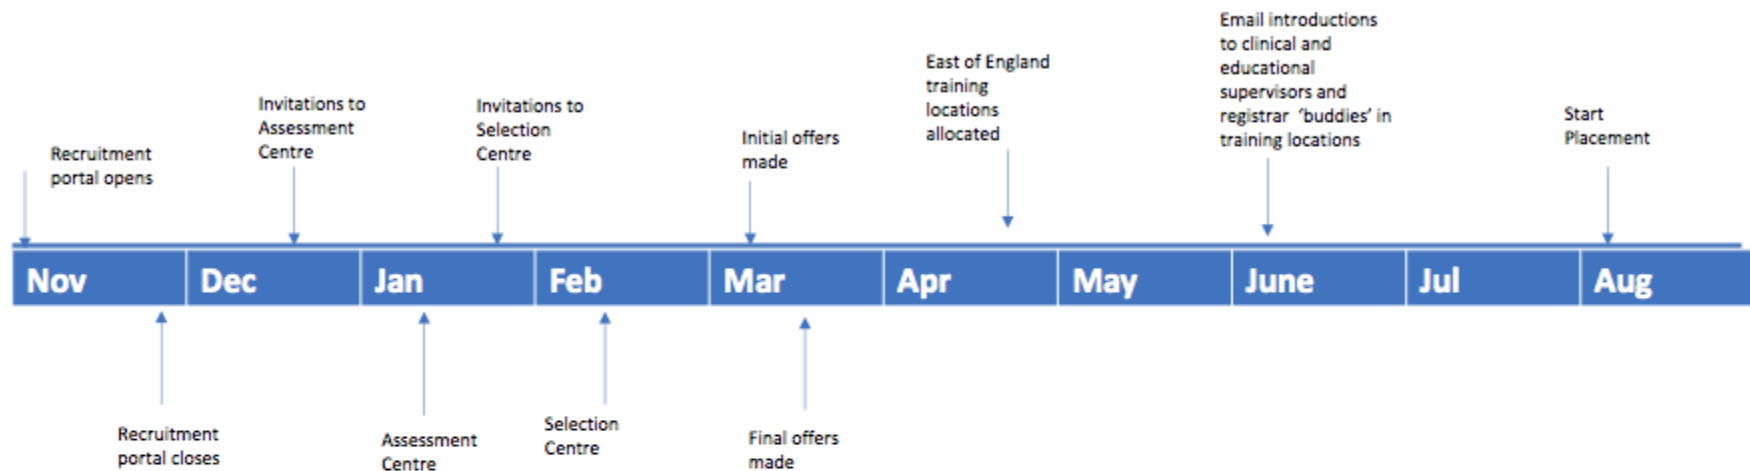 Recruitment
portal opens
Invitations to
Assessment
Centre
Invitations to
Selection
Centre
Initial offers
made
East of England
training
locations
allocated
Email introductions
to clinical and
educational
supervisors and
registrar ‘buddies’ in
training locations
Start
Placement
Nov Dec Jan Feb Mar Apr May June Jul Aug
Recruitment
portal closes
Assessment
Centre
Selection
Centre
Final offers
made